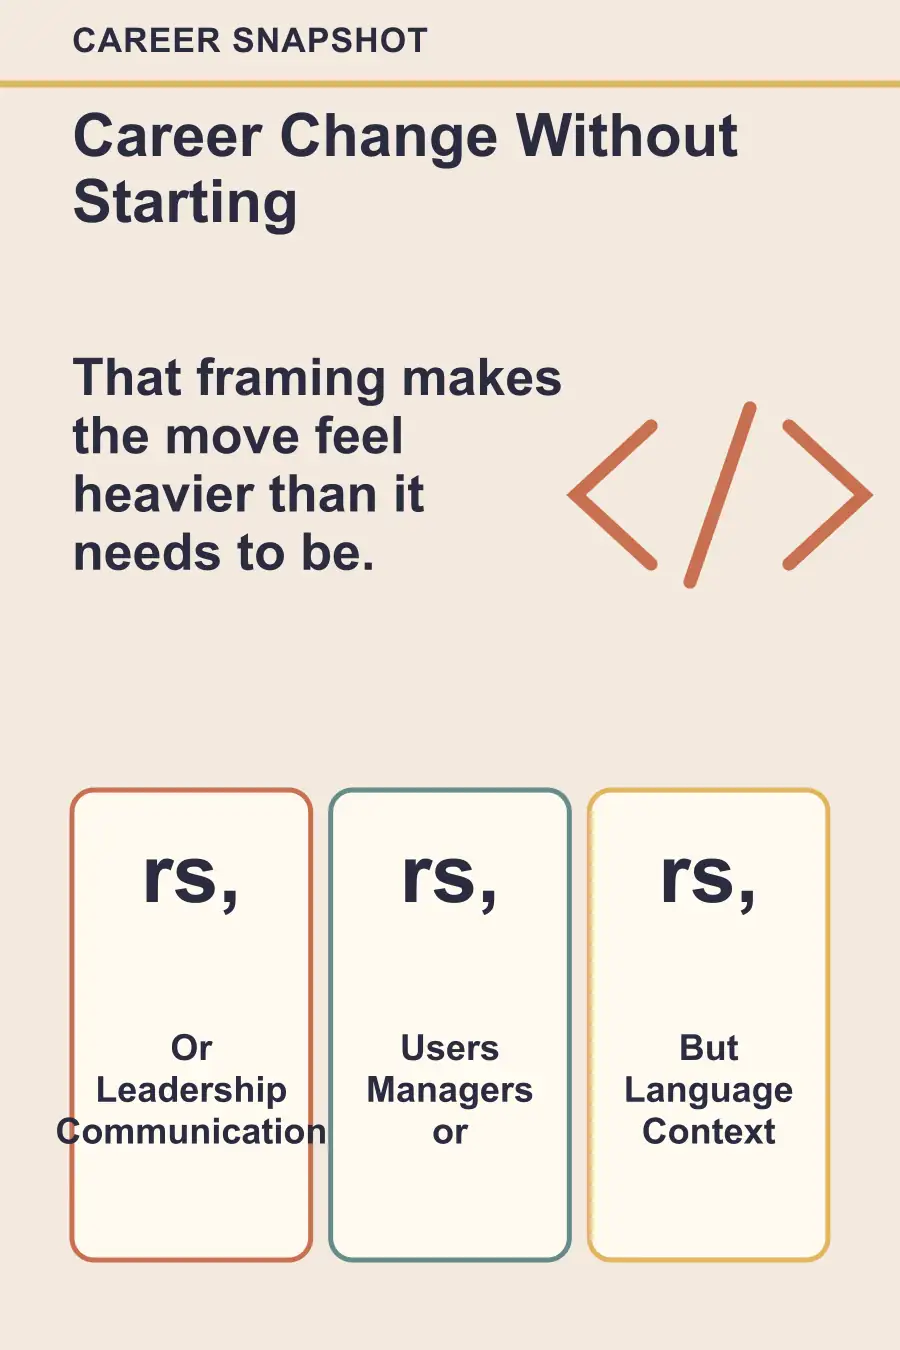 CAREER SNAPSHOT
Career Change Without
Starting
That framing makes
the move feel
heavier than it
needs to be.
rs,
Or
Leadership
Communication
rs,
Users
Managers
or
rs,
But
Language
Context